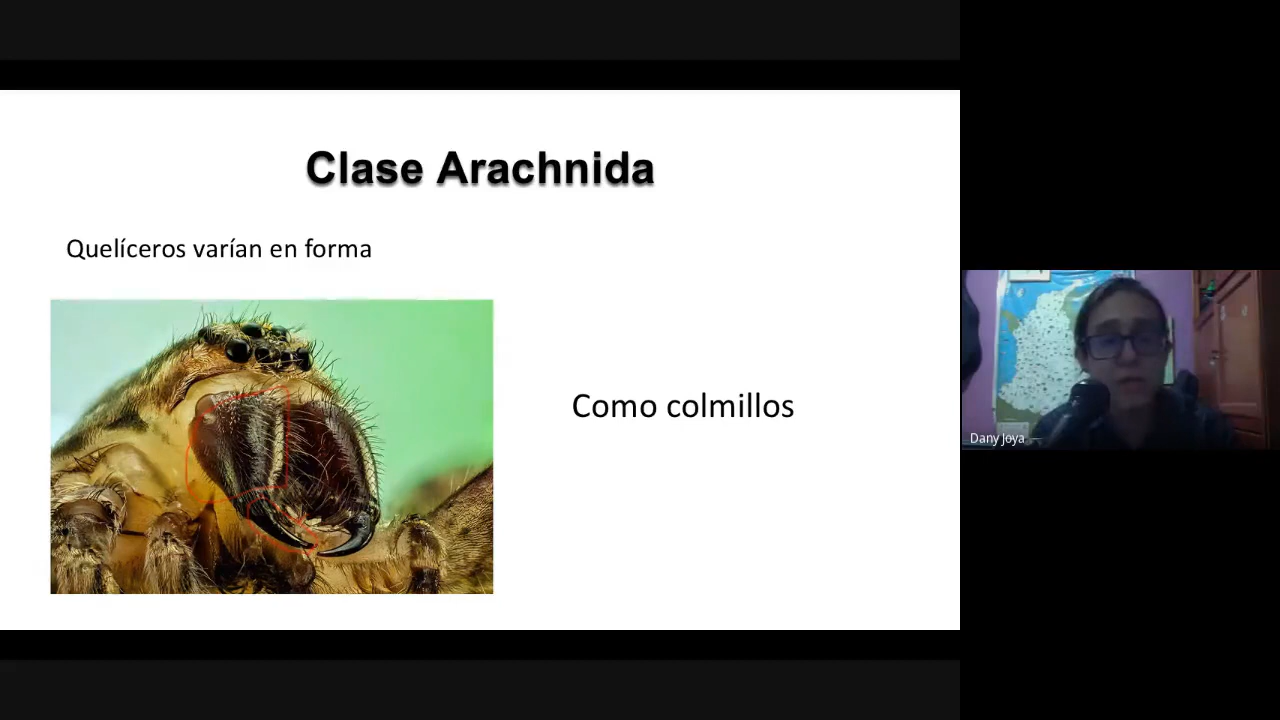 Clase Arachnida
Quelíceros varían en forma
Como colmillos
Dany Joya